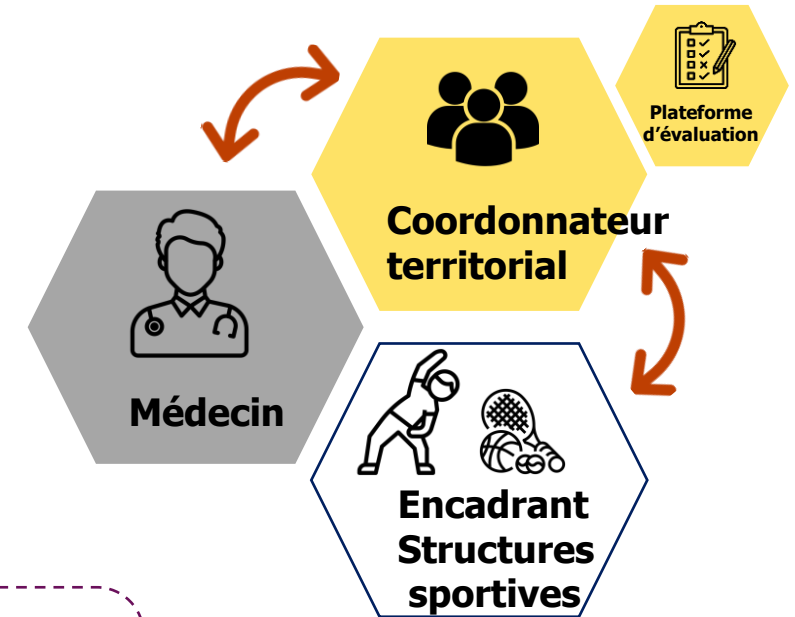 Plateforme
d'évaluation
Coordonnateur
territorial
Médecin
Encadrant
Structures
sportives